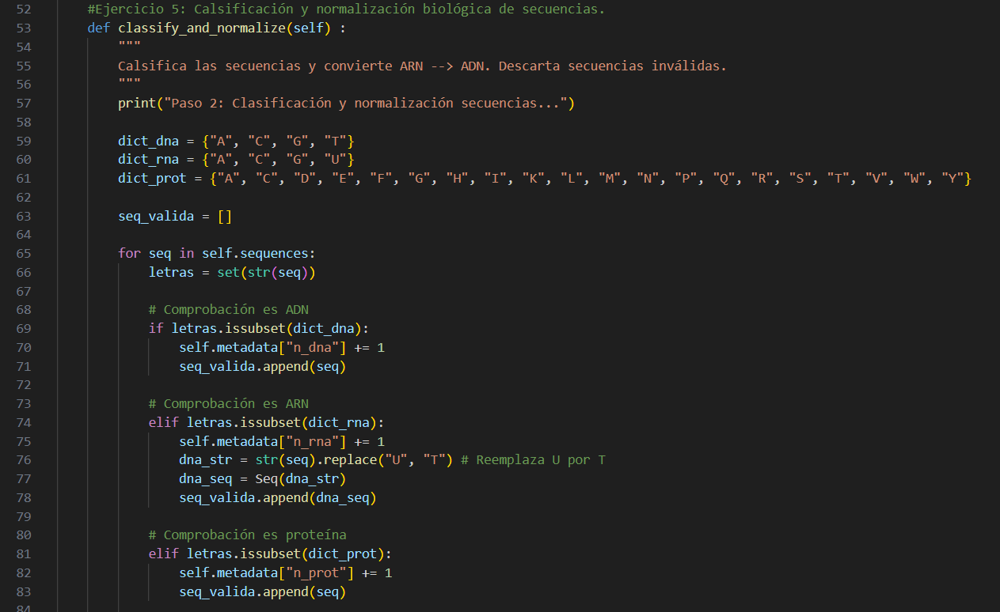 52 #Ejercicio 5: Calsificación y normalización biológica de secuencias.
53 def classify_and_normalize(self) :
54 """
55 Calsifica las secuencias y convierte ARN --> ADN. Descarta secuencias inválidas.
56 """
57 print("Paso 2: Clasificación y normalización secuencias...")
58
59 dict_dna = {"A", "C", "G", "T"}
60 dict_rna = {"A", "C", "G", "U"}
61 dict_prot = {"A", "C", "D", "E", "F", "G", "H", "I", "K", "L", "M", "N", "P", "Q", "R", "S", "T", "V", "W", "Y"}
62
63 seq_valida = []
64
65 for seq in self.sequences:
66 letras = set(str(seq))
67
68 # Comprobación es ADN
69 if letras.issubset(dict_dna):
70 self.metadata["n_dna"] += 1
71 seq_valida.append(seq)
72
73 # Comprobación es ARN
74 elif letras.issubset(dict_rna):
75 self.metadata["n_rna"] += 1
76 dna_str = str(seq).replace("U", "T") # Reemplaza U por T
77 dna_seq = Seq(dna_str)
78 seq_valida.append(dna_seq)
79
80 # Comprobación es proteína
81 elif letras.issubset(dict_prot):
82 self.metadata["n_prot"] += 1
83 seq_valida.append(seq)
84